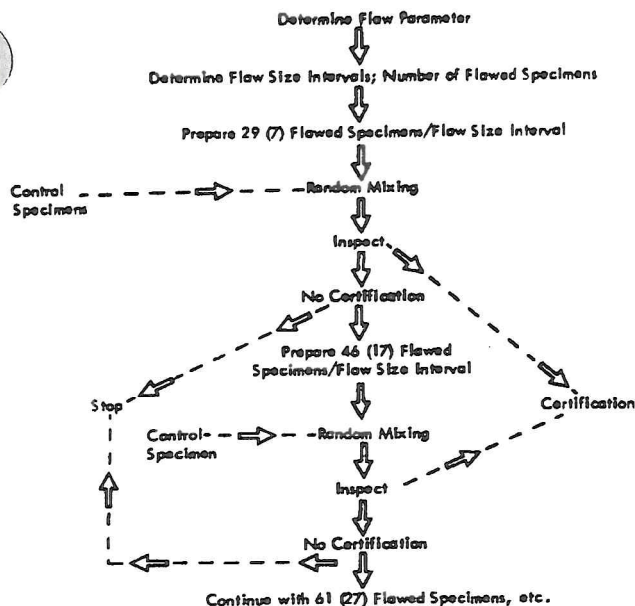 Determine Flaw Parameter
Determine Flaw Size Intervals; Number of Flawed Specimens
Prepare 29 (7) Flawed Specimens/Flaw Size Interval
Control
Specimens
Random Mixing
Inspect
No Certification
Prepare 46 (17) Flawed
Specimens/Flaw Size Interval
Stop
Certification
Control
Specimen
Random Mixing
Inspect
No Certification
Continue with 61 (27) Flawed Specimens, etc.